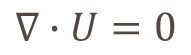 ∇ · U = 0